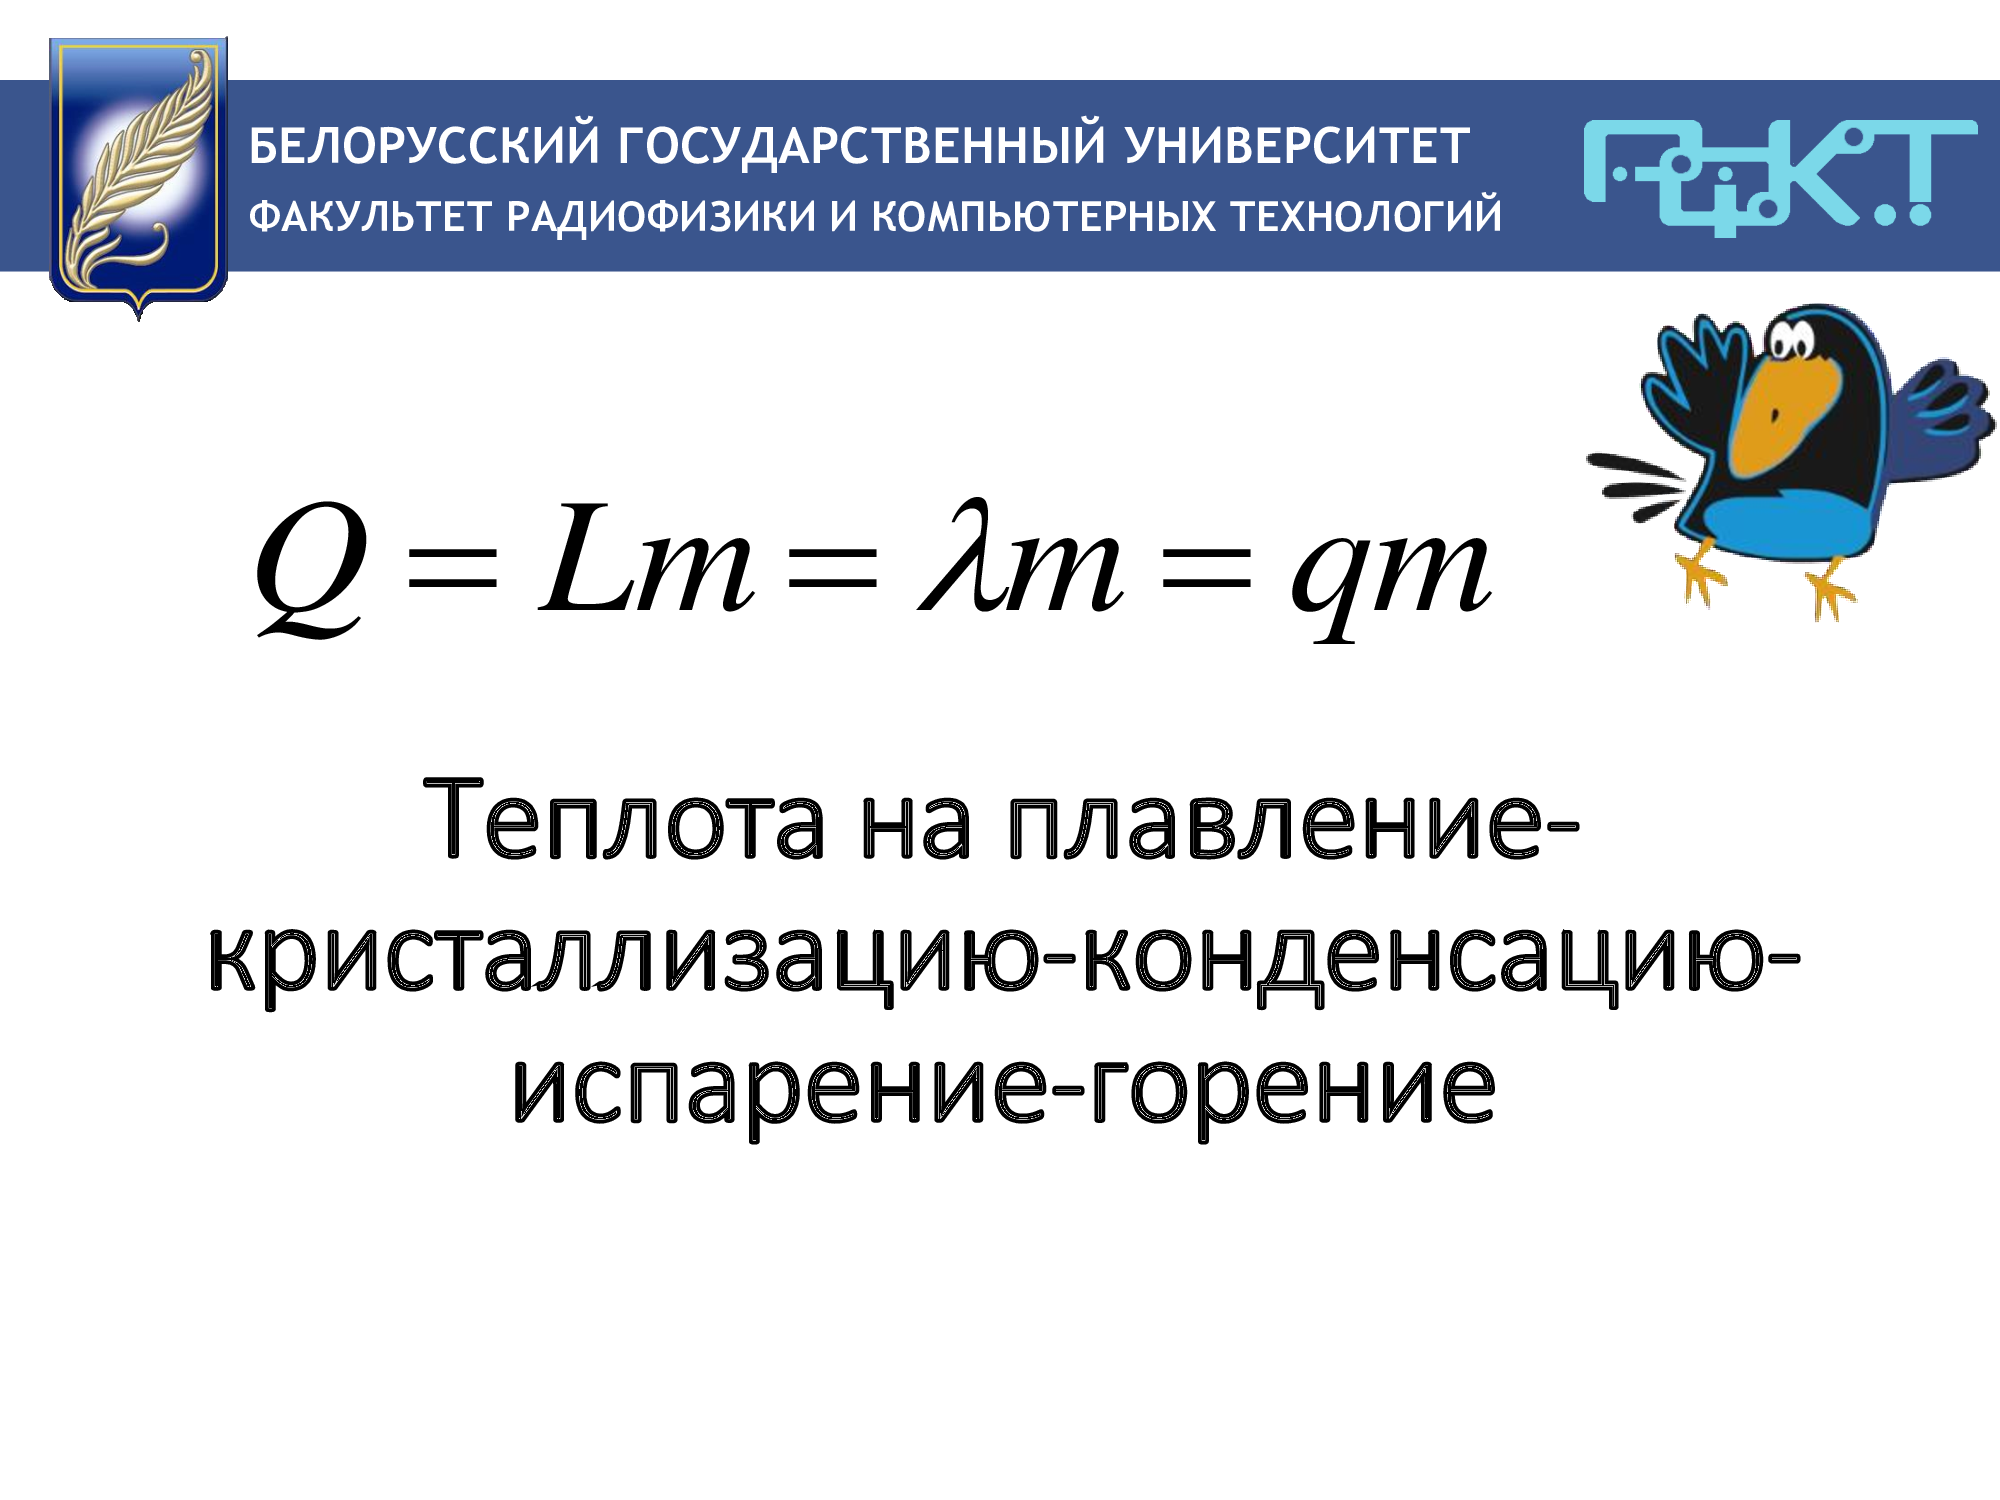 БЕЛОРУССКИЙ ГОСУДАРСТВЕННЫЙ УНИВЕРСИТЕТ
ФАКУЛЬТЕТ РАДИОФИЗИКИ И КОМПЬЮТЕРНЫХ ТЕХНОЛОГИЙ
Q = Lm = λm = qm
Теплота на плавление-
кристаллизацию-конденсацию-
испарение-горение